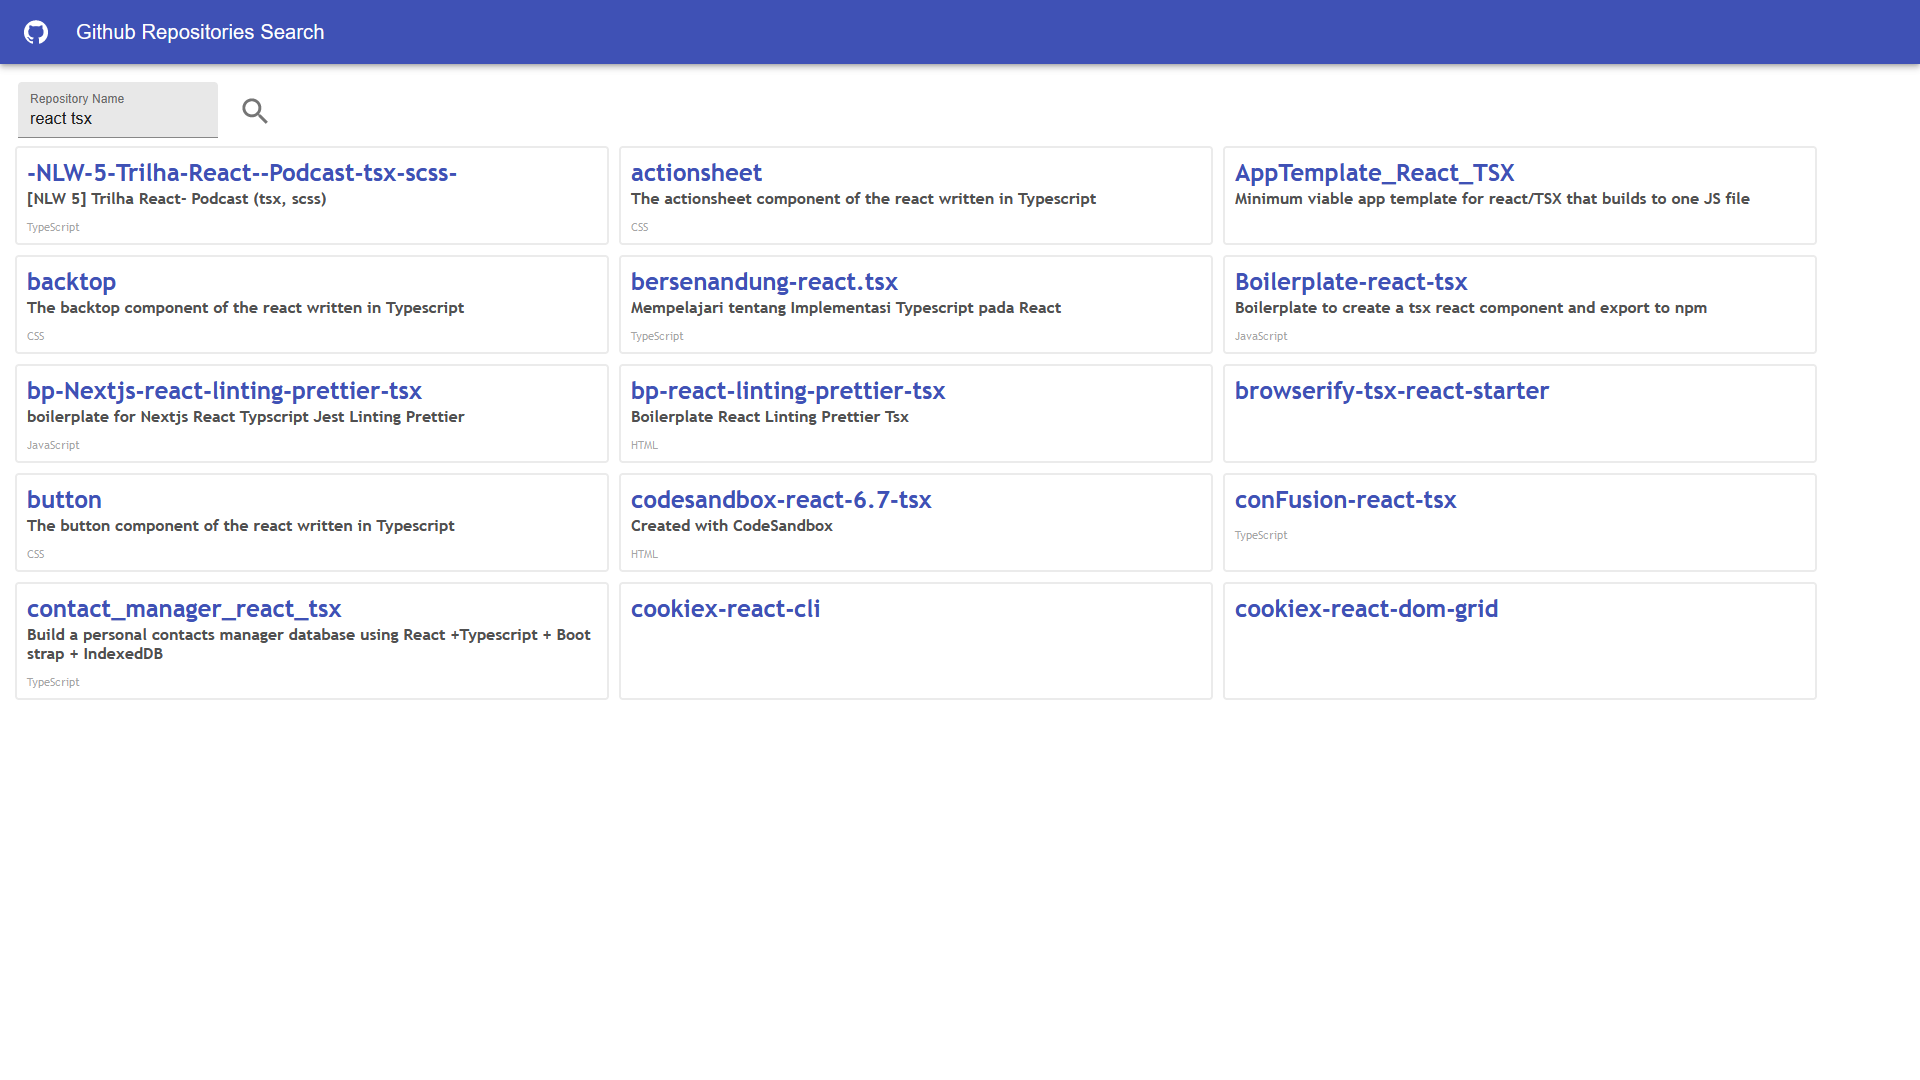 Github Repositories Search
Repository Name
react tsx
-NLW-5-Trilha-React--Podcast-tsx-scss-
[NLW 5] Trilha React- Podcast (tsx, scss)
TypeScript
actionsheet
The actionsheet component of the react written in Typescript
CSS
AppTemplate_React_TSX
Minimum viable app template for react/TSX that builds to one JS file
backtop
The backtop component of the react written in Typescript
CSS
bersenandung-react.tsx
Mempelajari tentang Implementasi Typescript pada React
TypeScript
Boilerplate-react-tsx
Boilerplate to create a tsx react component and export to npm
JavaScript
bp-Nextjs-react-linting-prettier-tsx
boilerplate for Nextjs React Typscript Jest Linting Prettier
JavaScript
bp-react-linting-prettier-tsx
Boilerplate React Linting Prettier Tsx
HTML
browserify-tsx-react-starter
button
The button component of the react written in Typescript
CSS
codesandbox-react-6.7-tsx
Created with CodeSandbox
HTML
conFusion-react-tsx
TypeScript
contact_manager_react_tsx
Build a personal contacts manager database using React +Typescript + Boot
strap + IndexedDB
TypeScript
cookiex-react-cli
cookiex-react-dom-grid